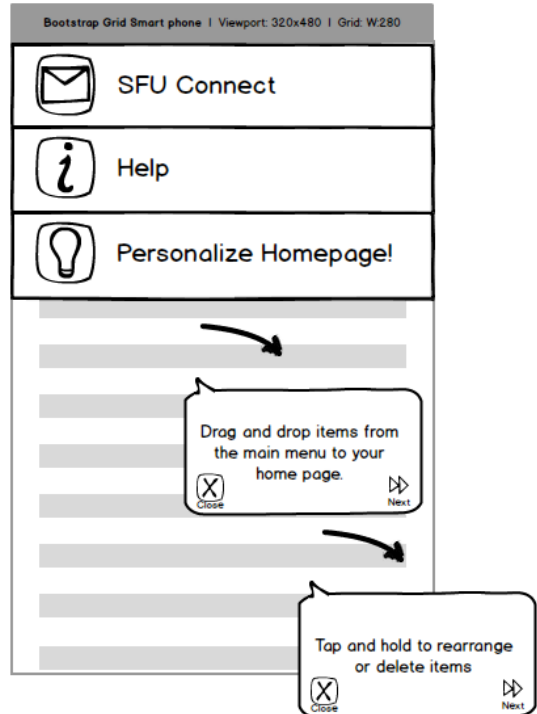 Bootstrap Grid Smart phone I Viewport: 320x480 I Grid: W:280
SFU Connect
i Help
Personalize Homepage!
Drag and drop items from
the main menu to your
home page.
X
Close
Next
Tap and hold to rearrange
or delete items
X
Close
Next